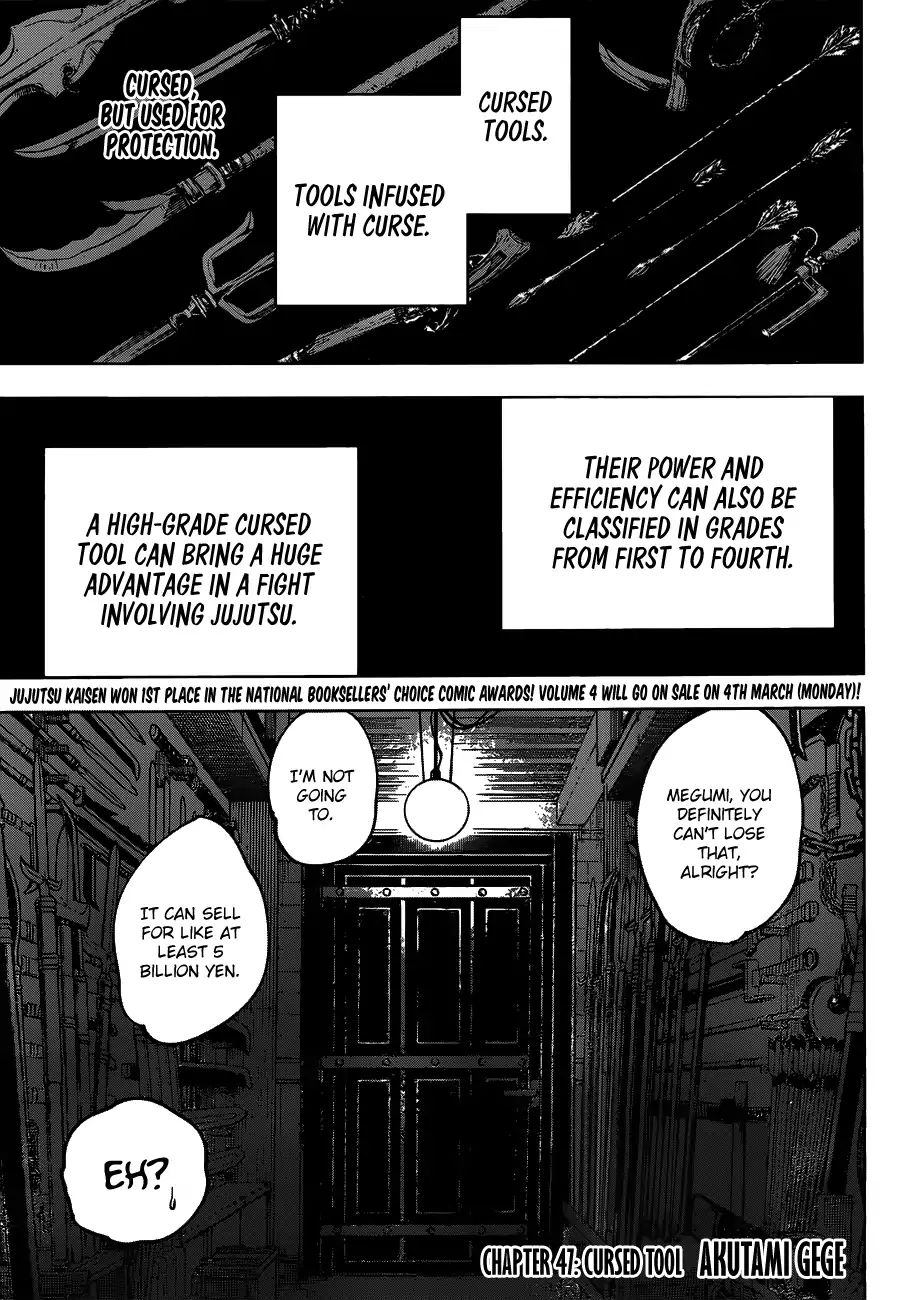 CURSED
TOOLS.
TOOLS INFUSED
WITH CURSE.
CURSED,
BUT USED FOR
PROTECTION.
THEIR POWER AND
EFFICIENCY CAN ALSO BE
CLASSIFIED IN GRADES
FROM FIRST TO FOURTH.
A HIGH-GRADE CURSED
TOOL CAN BRING A HUGE
ADVANTAGE IN A FIGHT
INVOLVING JUJUTSU.
JUJUTSU KAISEN WON 1ST PLACE IN THE NATIONAL BOOKSELLERS' CHOICE COMIC AWARDS! VOLUME 4 WILL GO ON SALE ON 4TH MARCH (MONDAY)!
MEGUMI, YOU
DEFINITELY
CAN'T LOSE
THAT,
ALRIGHT?
I'M NOT
GOING
TO.
IT CAN SELL
FOR LIKE AT
LEAST 5
BILLION YEN.
EH?
CHAPTER 47: CURSED TOOL AKUTAMI GEGE